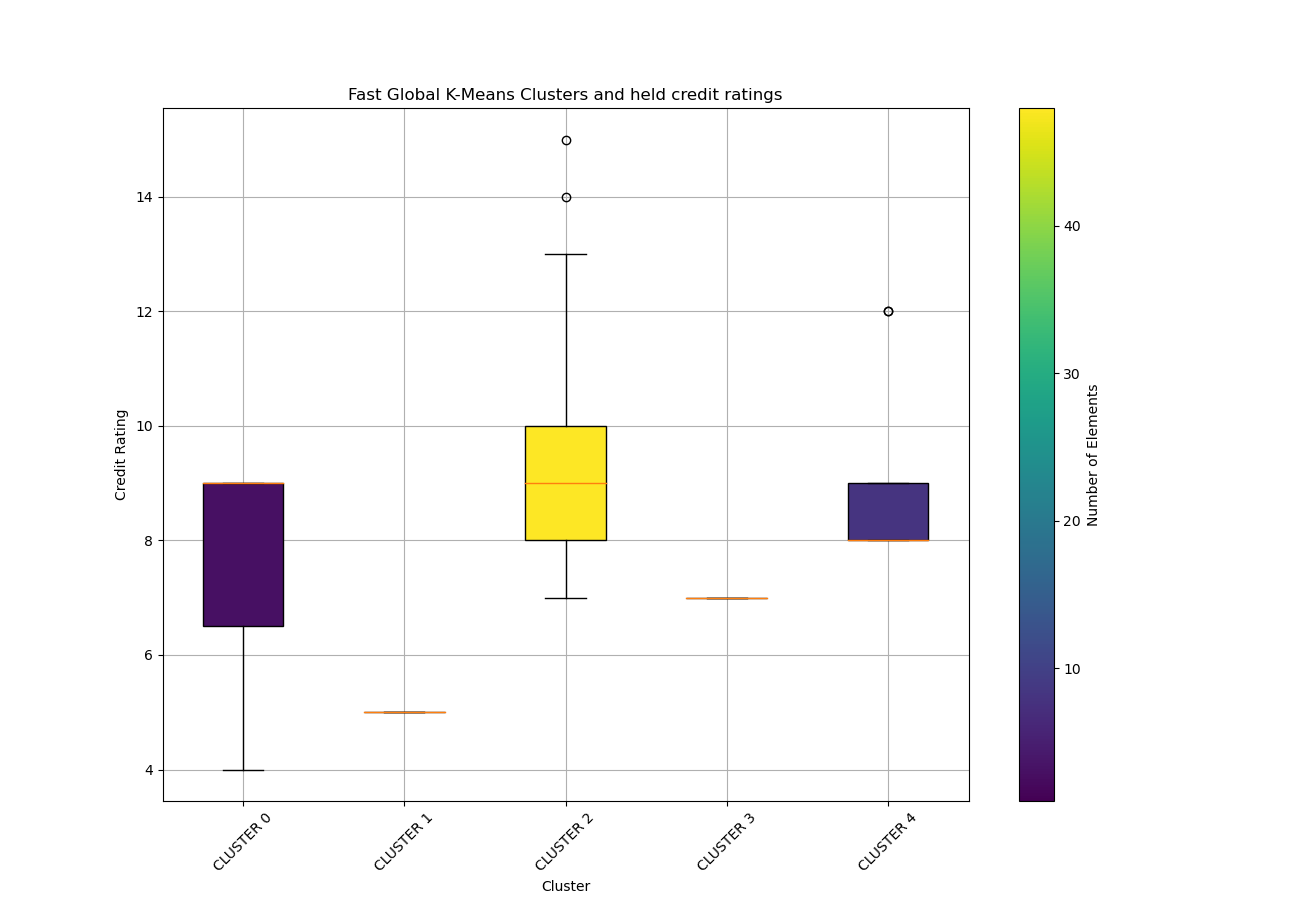 Fast Global K-Means Clusters and held credit ratings
14
12
10
8
6
4
Credit Rating
CLUSTER 0
CLUSTER 1
CLUSTER 2
CLUSTER 3
CLUSTER 4
Cluster
40
30
20
10
Number of Elements